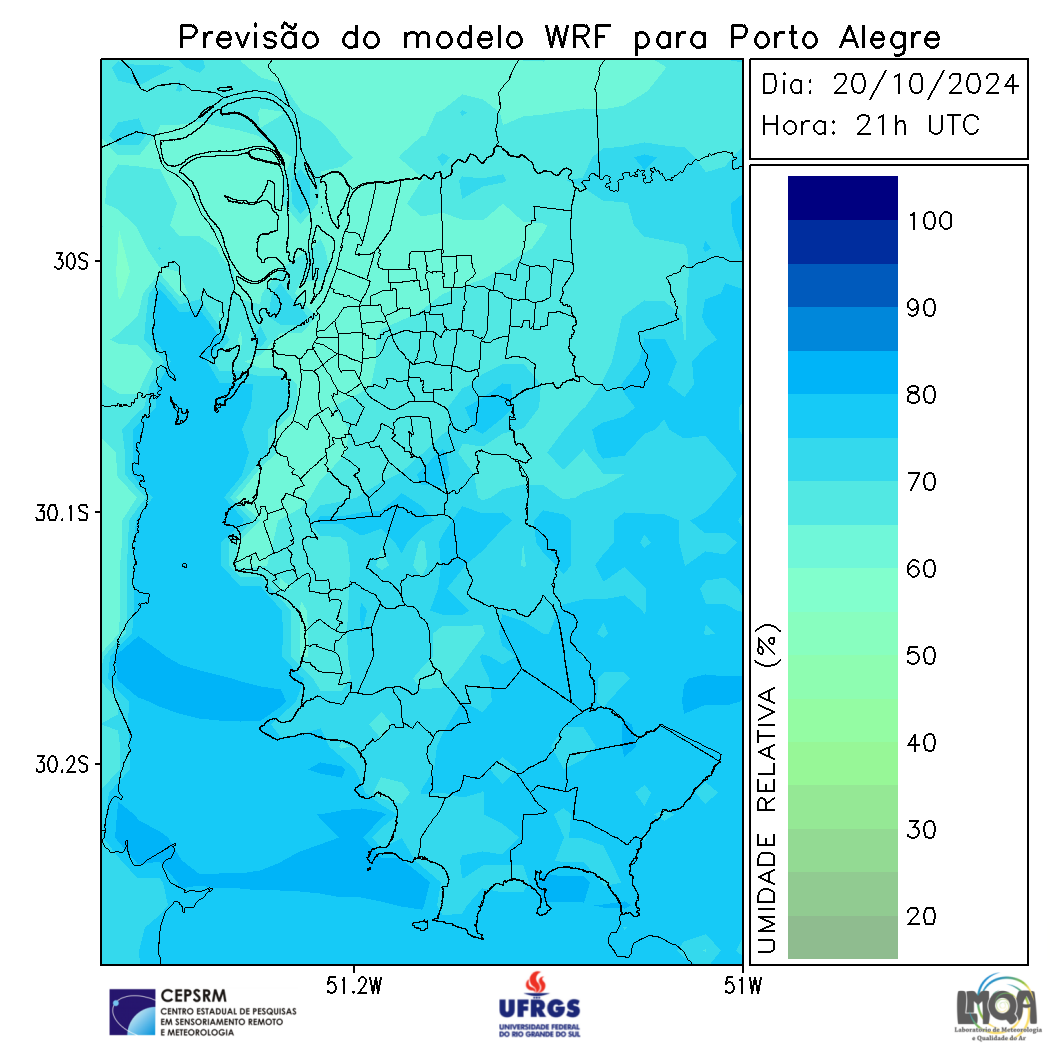 Previsão do modelo WRF para Porto Alegre
Dia: 20/10/2024
Hora: 21h UTC
30S
30.1S
30.2S
51.2W
51W
UMIDADE RELATIVA (%)
100
90
80
70
60
50
40
30
20
CEPSRM
CENTRO ESTADUAL DE PESQUISAS
EM SENSORIAMENTO REMOTO
E METEOROLOGIA
UFRGS
UNIVERSIDADE FEDERAL
DO RIO GRANDE DO SUL
LMQA
Laboratório de Meteorologia
e Qualidade do Ar